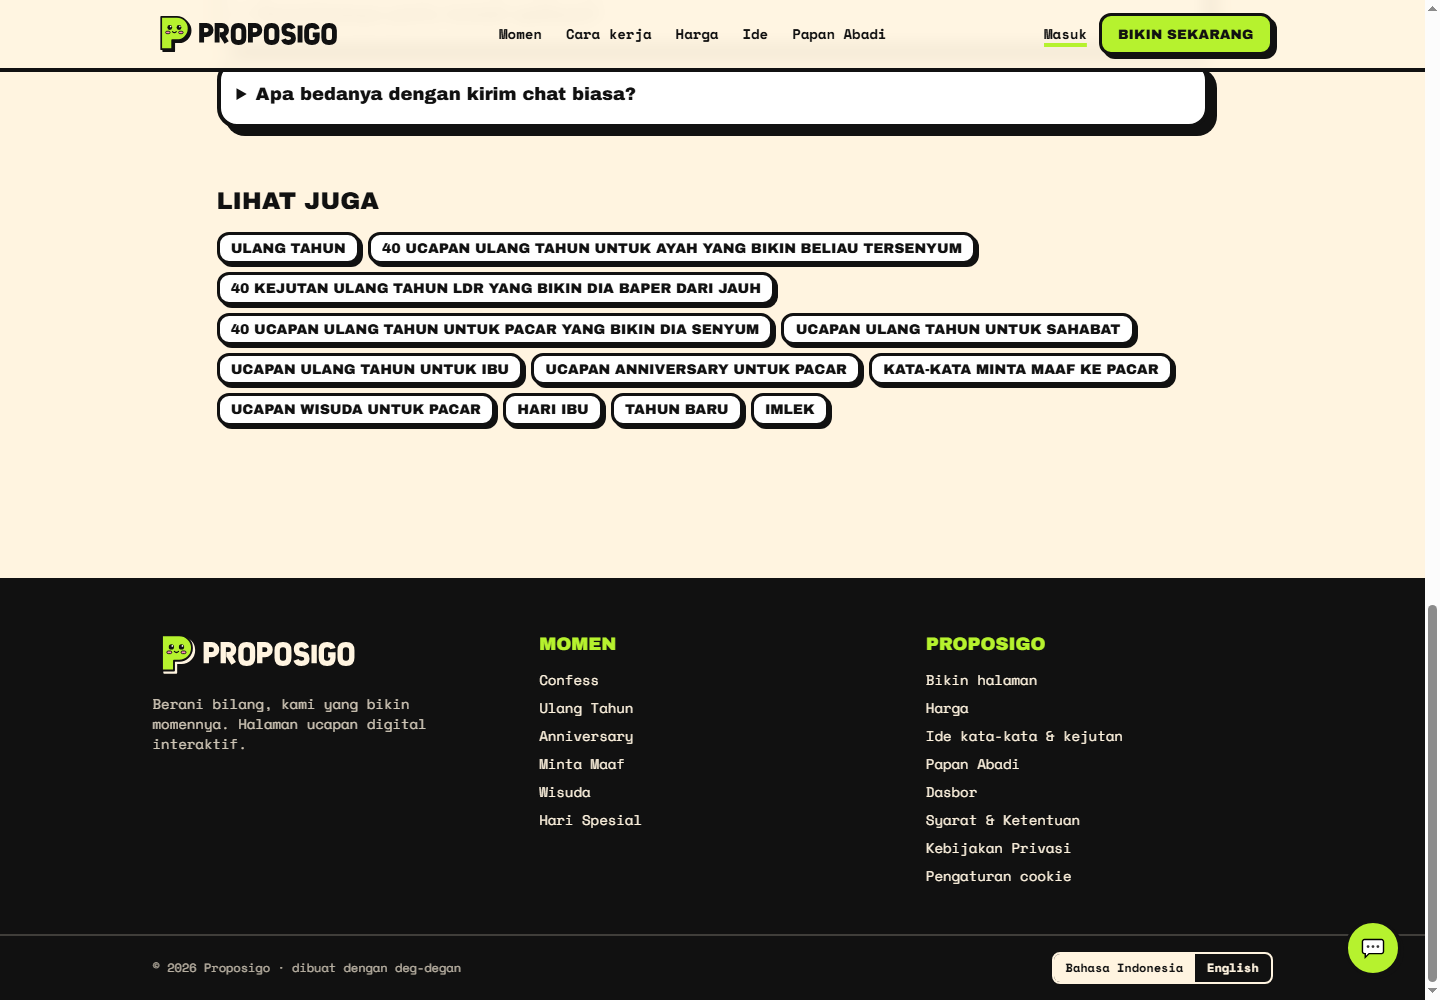 PROPOSIGO
Momen
Cara kerja
Harga
Ide
Papan Abadi
Masuk
BIKIN SEKARANG
Apa bedanya dengan kirim chat biasa?
LIHAT JUGA
ULANG TAHUN
40 UCAPAN ULANG TAHUN UNTUK AYAH YANG BIKIN BELIAU TERSENYUM
40 KEJUTAN ULANG TAHUN LDR YANG BIKIN DIA BAPER DARI JAUH
40 UCAPAN ULANG TAHUN UNTUK PACAR YANG BIKIN DIA SENYUM
UCAPAN ULANG TAHUN UNTUK SAHABAT
UCAPAN ULANG TAHUN UNTUK IBU
UCAPAN ANNIVERSARY UNTUK PACAR
KATA-KATA MINTA MAAF KE PACAR
UCAPAN WISUDA UNTUK PACAR
HARI IBU
TAHUN BARU
IMLEK
PROPOSIGO
Berani bilang, kami yang bikin
momennya. Halaman ucapan digital
interaktif.
MOMEN
Confess
Ulang Tahun
Anniversary
Minta Maaf
Wisuda
Hari Spesial
PROPOSIGO
Bikin halaman
Harga
Ide kata-kata & kejutan
Papan Abadi
Dasbor
Syarat & Ketentuan
Kebijakan Privasi
Pengaturan cookie
© 2026 Proposigo · dibuat dengan deg-degan
Bahasa Indonesia
English